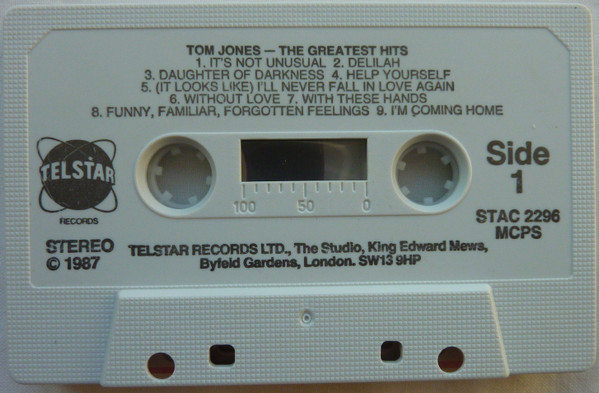 TOM JONES — THE GREATEST HITS
1. IT'S NOT UNUSUAL 2. DELILAH
3. DAUGHTER OF DARKNESS 4. HELP YOURSELF
5. (IT LOOKS LIKE) I'LL NEVER FALL IN LOVE AGAIN
6. WITHOUT LOVE 7. WITH THESE HANDS
8. FUNNY, FAMILIAR, FORGOTTEN FEELINGS 9. I'M COMING HOME
TELSTAR
RECORDS
STEREO
© 1987
100 50 0
Side
1
STAC 2296
MCPS
TELSTAR RECORDS LTD., The Studio, King Edward Mews,
Byfeld Gardens, London. SW13 9HP